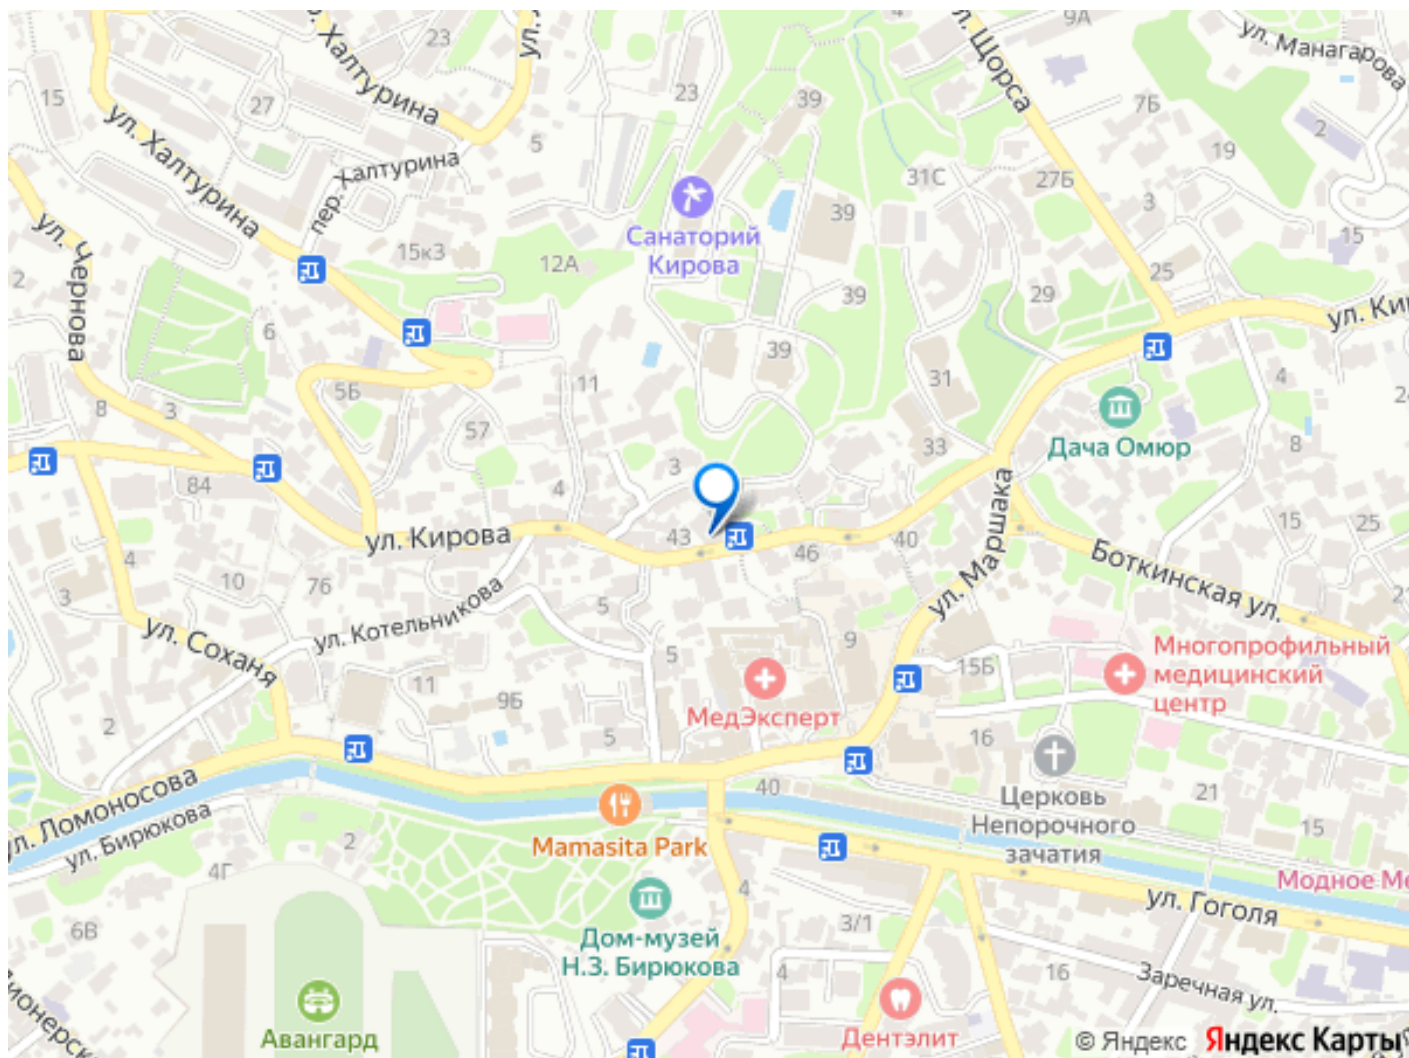 4
9А
ул. Манагарова
ул. Щорса
ул. Халтурина
23
ул.
15
27
23
39
7Б
2
ул. Халтурина
5
пер. Халтурина
31С
27Б
19
3
39
Санаторий
Кирова
15
ул. Чернова
2
15к3
12А
25
29
39
ул. Ки
6
39
5Б
11
31
4
24
8
3
57
33
Дача Омюр
8
3
84
4
ул. Кирова
43
46
40
ул. Маршака
15
25
Боткинская ул.
4
3
10
76
5
21
ул. Соханя
ул. Котельникова
9
5
15Б
Многопрофильный
медицинский
центр
11
9Б
МедЭксперт
2
5
16
40
21
ул. Ломоносова
ул. Бирюкова
Церковь
Непорочного
зачатия
15
2
Mamasita Park
4Г
4
Модное Ме
ул. Гоголя
6В
3/1
Дом-музей
Н.З. Бирюкова
4
16
Заречная ул.
Авангард
Дентэлит
© Яндекс Яндекс Карты